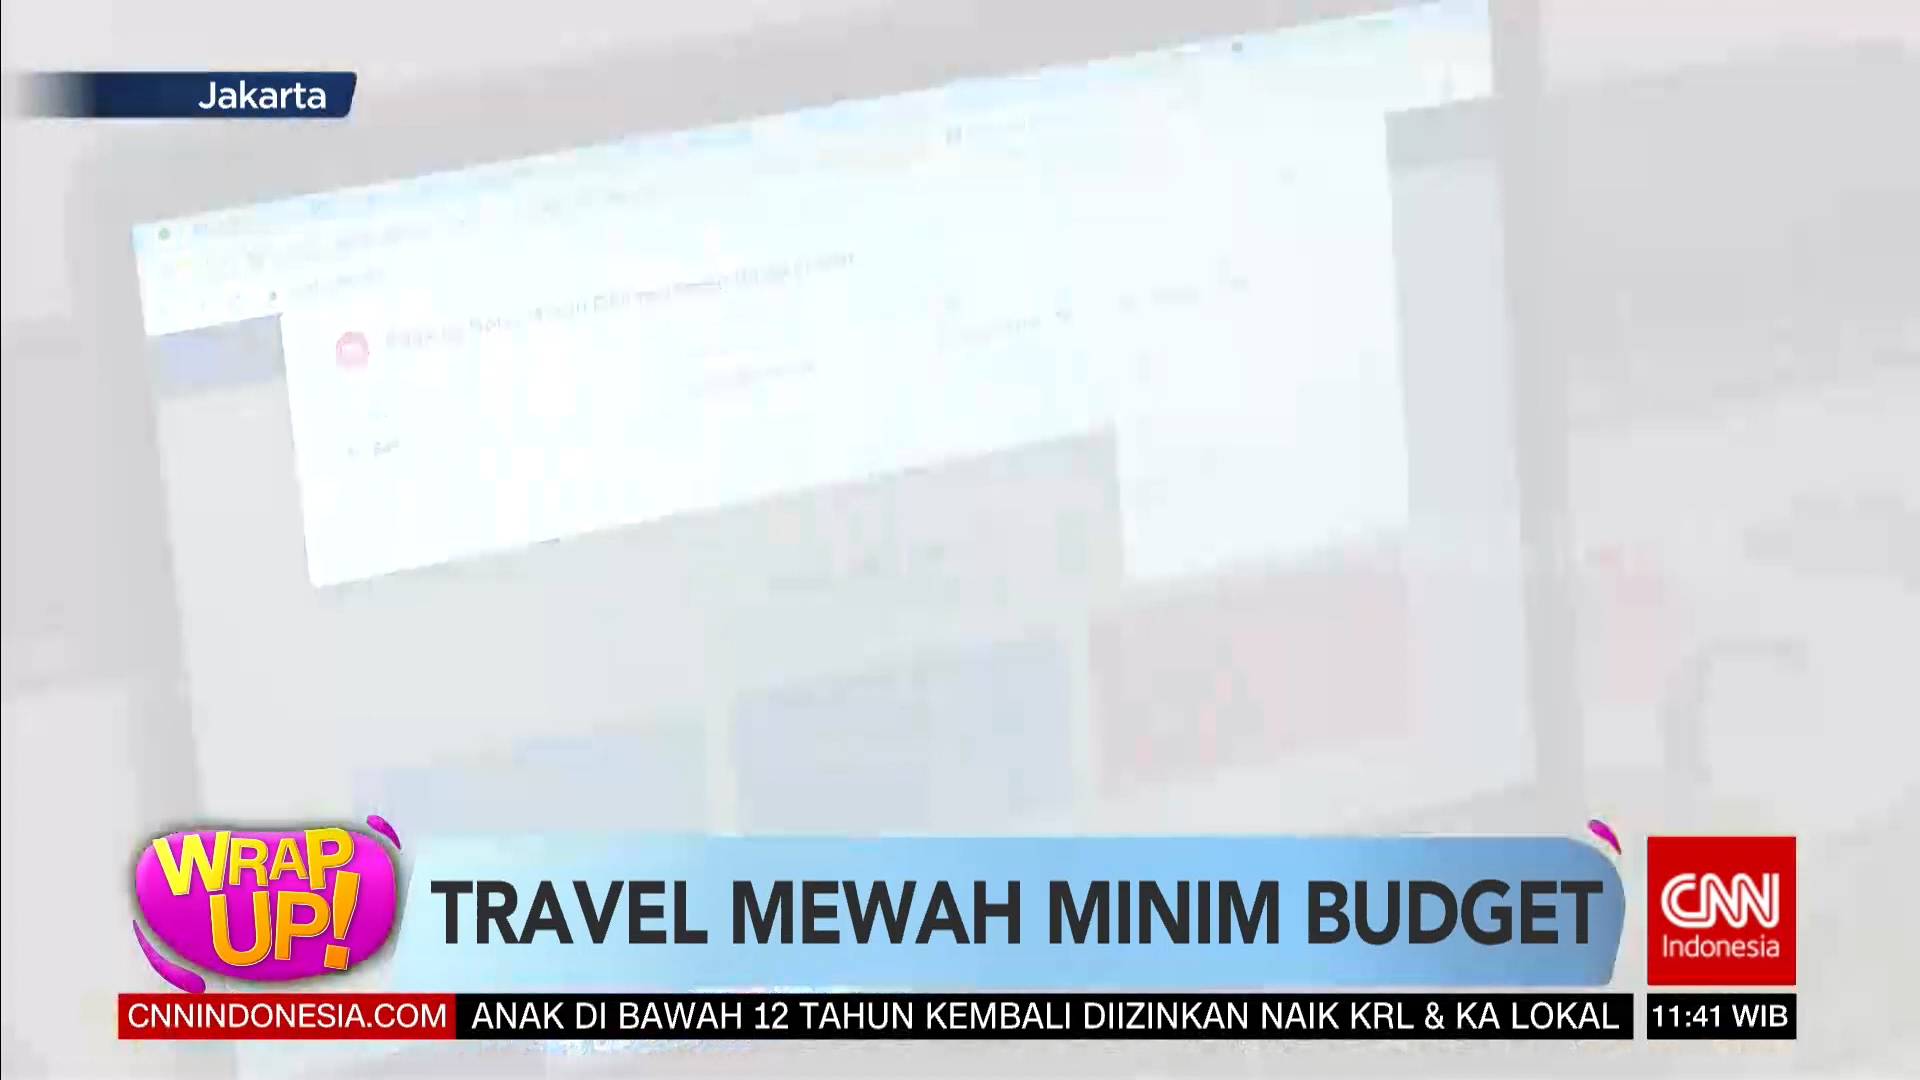 Jakarta
WRAP
UP!
TRAVEL MEWAH MINIM BUDGET
CNN
Indonesia
CNNINDONESIA.COM
ANAK DI BAWAH 12 TAHUN KEMBALI DIIZINKAN NAIK KRL & KA LOKAL
11:41 WIB